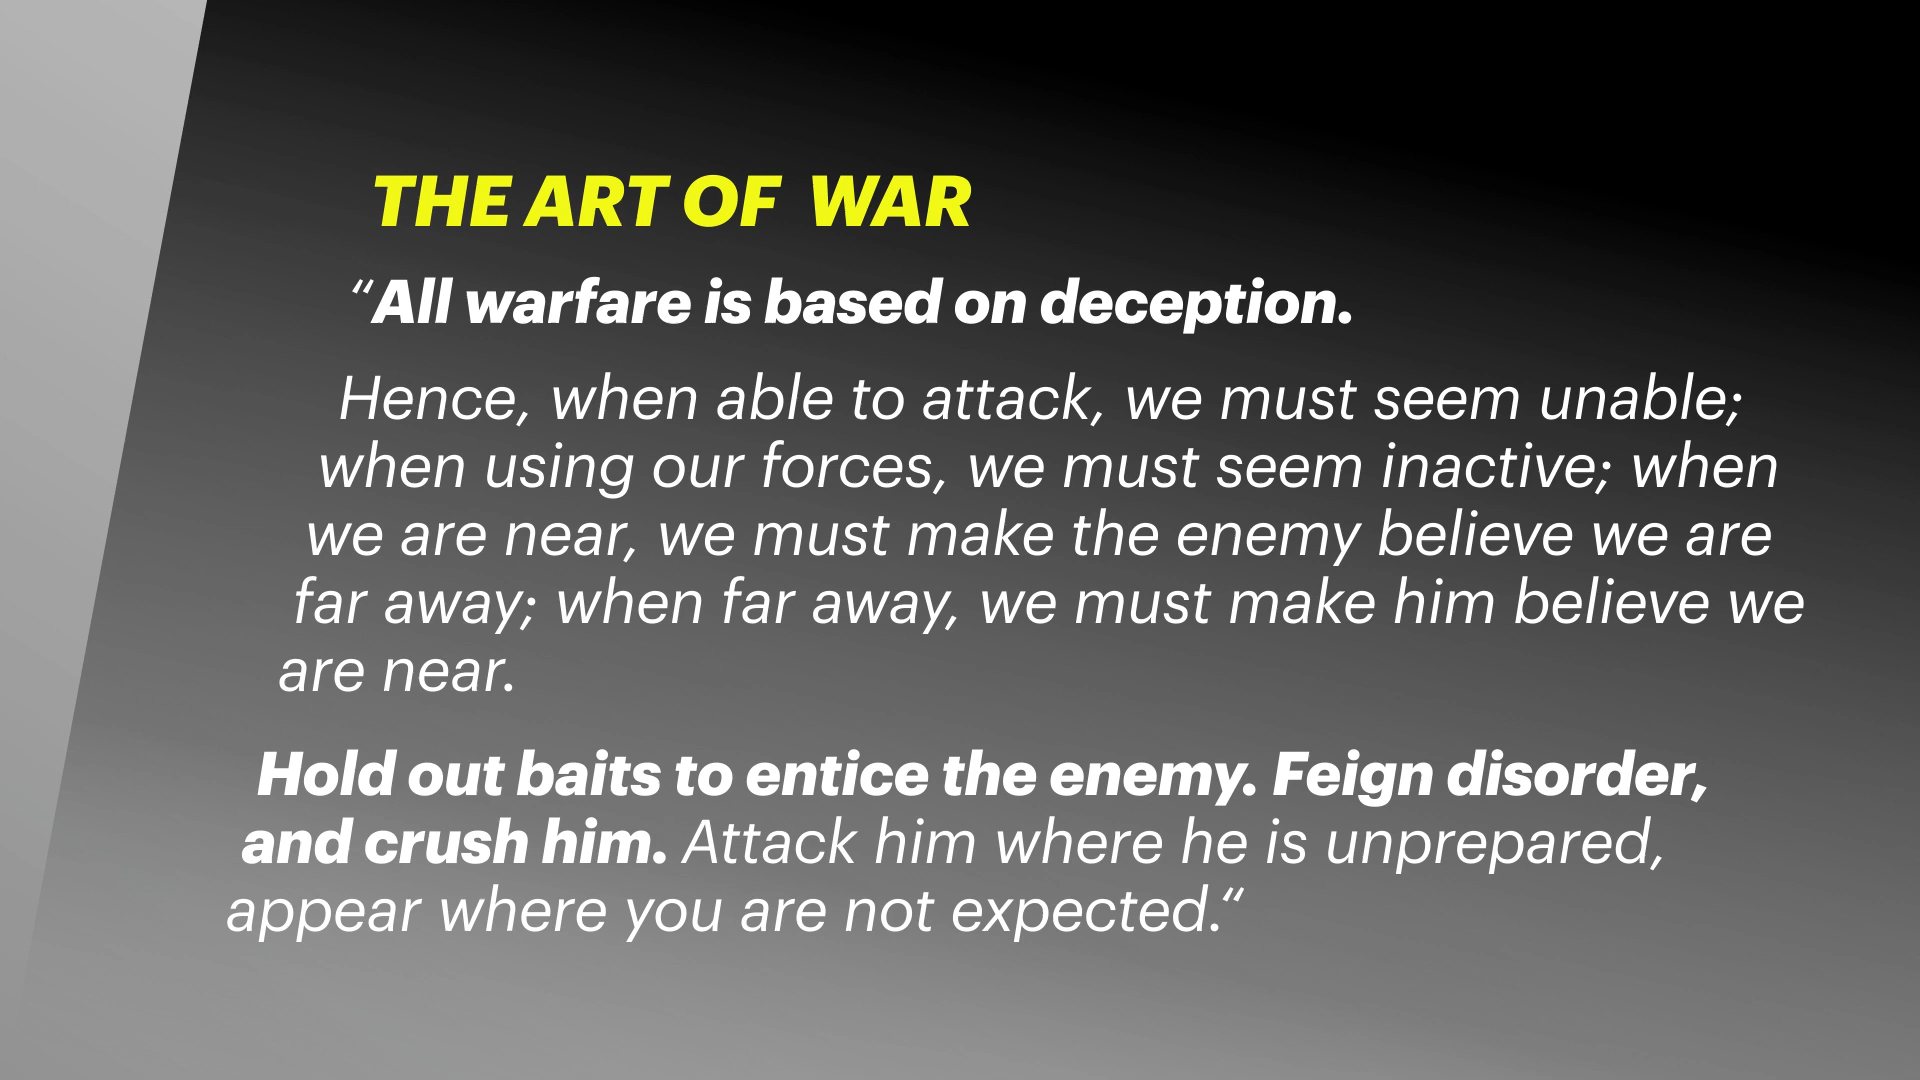 THE ART OF  WAR
“All warfare is based on deception.
Hence, when able to attack, we must seem unable;
when using our forces, we must seem inactive; when
we are near, we must make the enemy believe we are
far away; when far away, we must make him believe we
are near.
Hold out baits to entice the enemy. Feign disorder,
and crush him. Attack him where he is unprepared,
appear where you are not expected.“